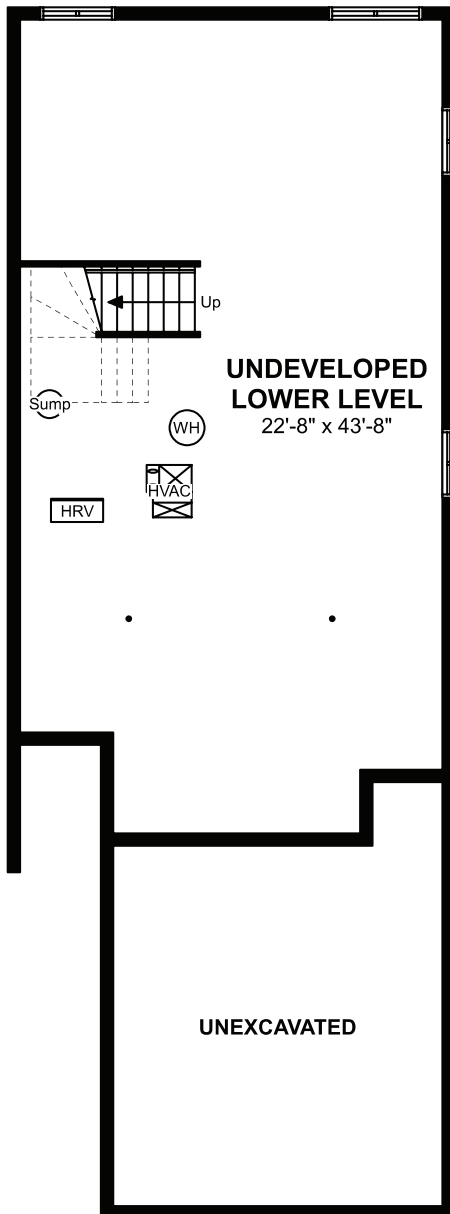 Up
UNDEVELOPED
LOWER LEVEL
22'-8" x 43'-8"
Sump
WH
HVAC
HRV
UNEXCAVATED